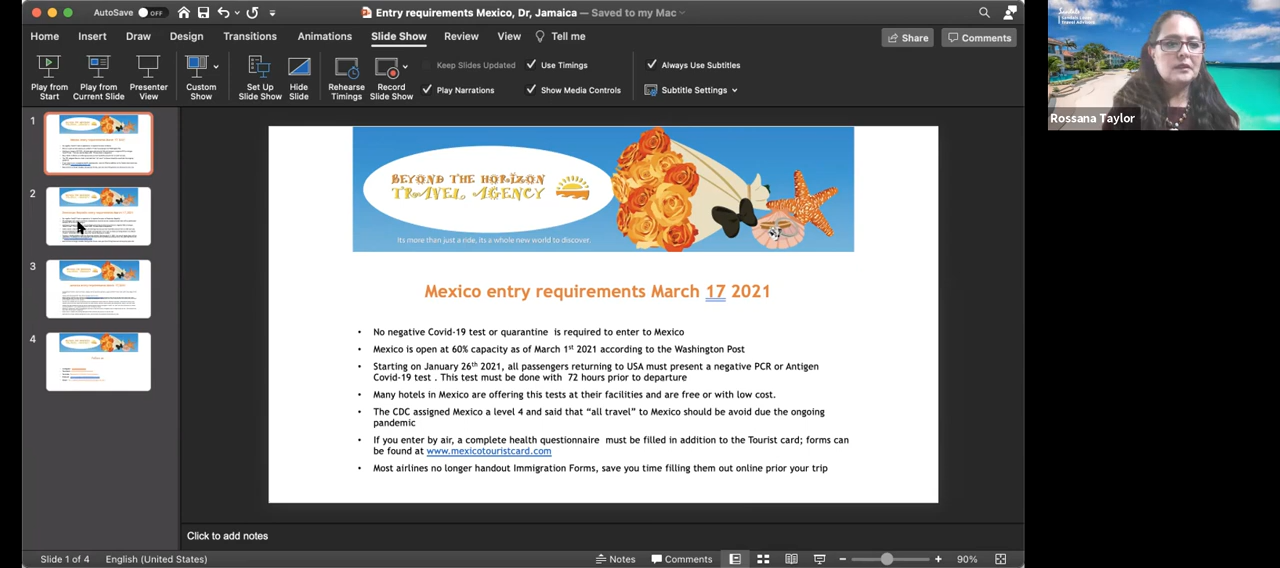 AutoSave OFF
Entry requirements Mexico, Dr, Jamaica — Saved to my Mac
Home Insert Draw Design Transitions Animations Slide Show Review View Tell me
Share Comments
Keep Slides Updated Use Timings Always Use Subtitles
Play from Start Play from Current Slide Presenter View Custom Show Set Up Slide Show Hide Slide Rehearse Timings Record Slide Show
Play Narrations Show Media Controls Subtitle Settings
1
2
3
4
BEYOND THE HORIZON
TRAVEL AGENCY
Its more than just a ride, its a whole new world to discover.
Mexico entry requirements March 17 2021
• No negative Covid-19 test or quarantine is required to enter to Mexico
• Mexico is open at 60% capacity as of March 1st 2021 according to the Washington Post
• Starting on January 26th 2021, all passengers returning to USA must present a negative PCR or Antigen
Covid-19 test . This test must be done with 72 hours prior to departure
• Many hotels in Mexico are offering this tests at their facilities and are free or with low cost.
• The CDC assigned Mexico a level 4 and said that “all travel” to Mexico should be avoid due the ongoing
pandemic
• If you enter by air, a complete health questionnaire must be filled in addition to the Tourist card; forms can
be found at www.mexicotouristcard.com
• Most airlines no longer handout Immigration Forms, save you time filling them out online prior your trip
Click to add notes
Slide 1 of 4 English (United States) Notes Comments 90%
Rossana Taylor